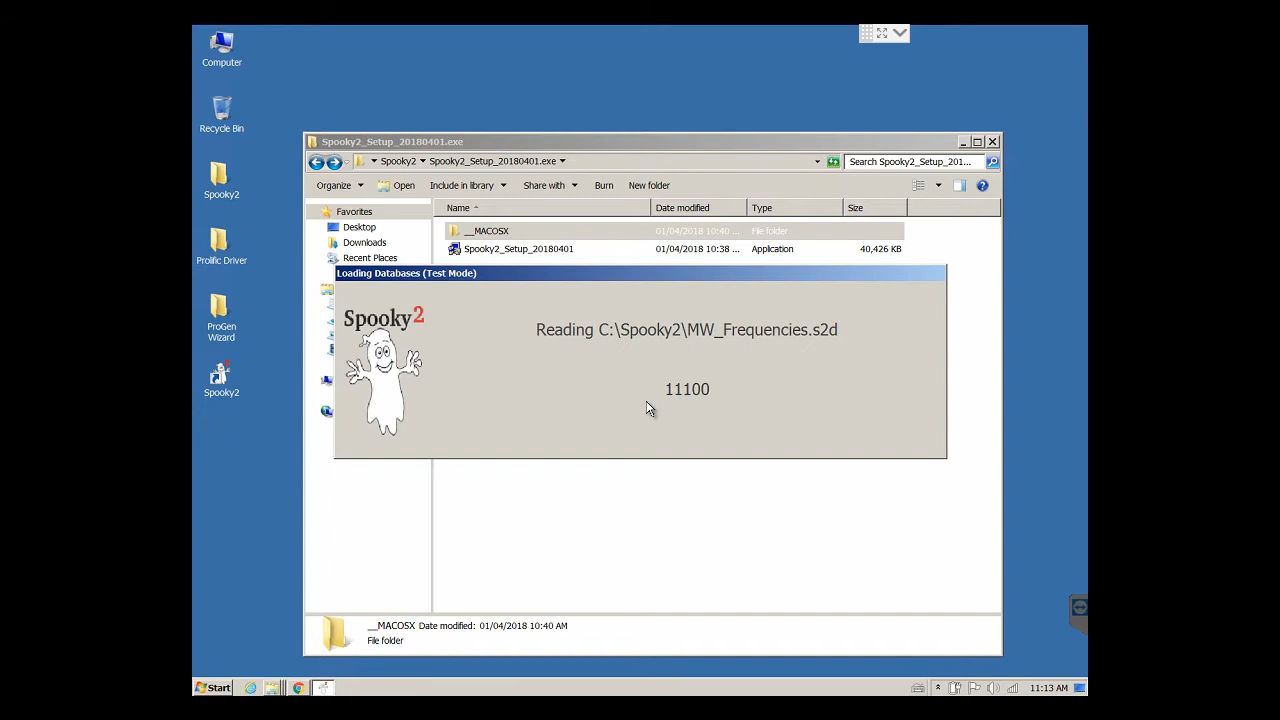 Computer
Recycle Bin
Spooky2
Prolific Driver
ProGen
Wizard
Spooky2
Spooky2_Setup_20180401.exe
Spooky2 Spooky2_Setup_20180401.exe
Search Spooky2_Setup_201...
Organize Open Include in library Share with Burn New folder
Name Date modified Type Size
Favorites
Desktop
Downloads
Recent Places
__MACOSX 01/04/2018 10:40 ... File folder
Spooky2_Setup_20180401 01/04/2018 10:38 ... Application 40,426 KB
Loading Databases (Test Mode)
Spooky2
Reading C:\Spooky2\MW_Frequencies.s2d
11100
__MACOSX Date modified: 01/04/2018 10:40 AM
File folder
Start
11:13 AM